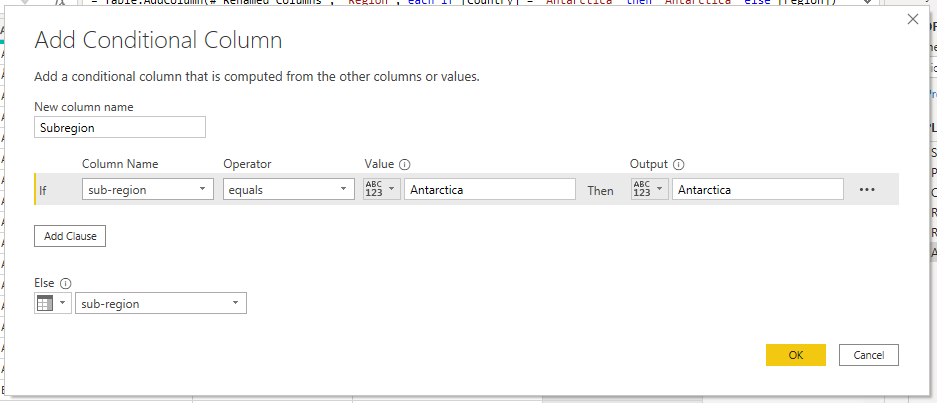 = Table.AddColumn(#"Renamed Columns", "Region", each if [Country] = "Antarctica" then "Antarctica" else [region])
Add Conditional Column
Add a conditional column that is computed from the other columns or values.
New column name
Subregion
Column Name Operator Value Output
If sub-region equals ABC 123 Antarctica Then ABC 123 Antarctica ...
Add Clause
Else
sub-region
OK Cancel